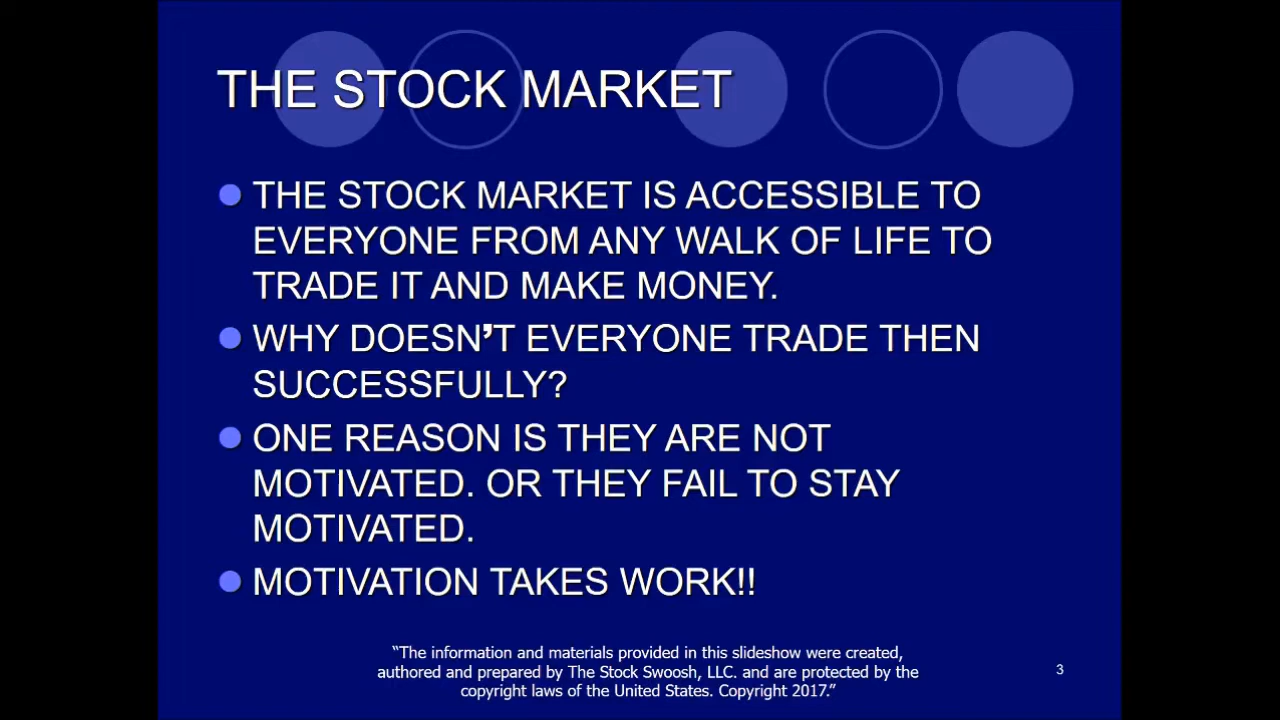 THE STOCK MARKET
THE STOCK MARKET IS ACCESSIBLE TO
EVERYONE FROM ANY WALK OF LIFE TO
TRADE IT AND MAKE MONEY.
WHY DOESN’T EVERYONE TRADE THEN
SUCCESSFULLY?
ONE REASON IS THEY ARE NOT
MOTIVATED. OR THEY FAIL TO STAY
MOTIVATED.
MOTIVATION TAKES WORK!!
“The information and materials provided in this slideshow were created,
authored and prepared by The Stock Swoosh, LLC. and are protected by the
copyright laws of the United States. Copyright 2017.”
3